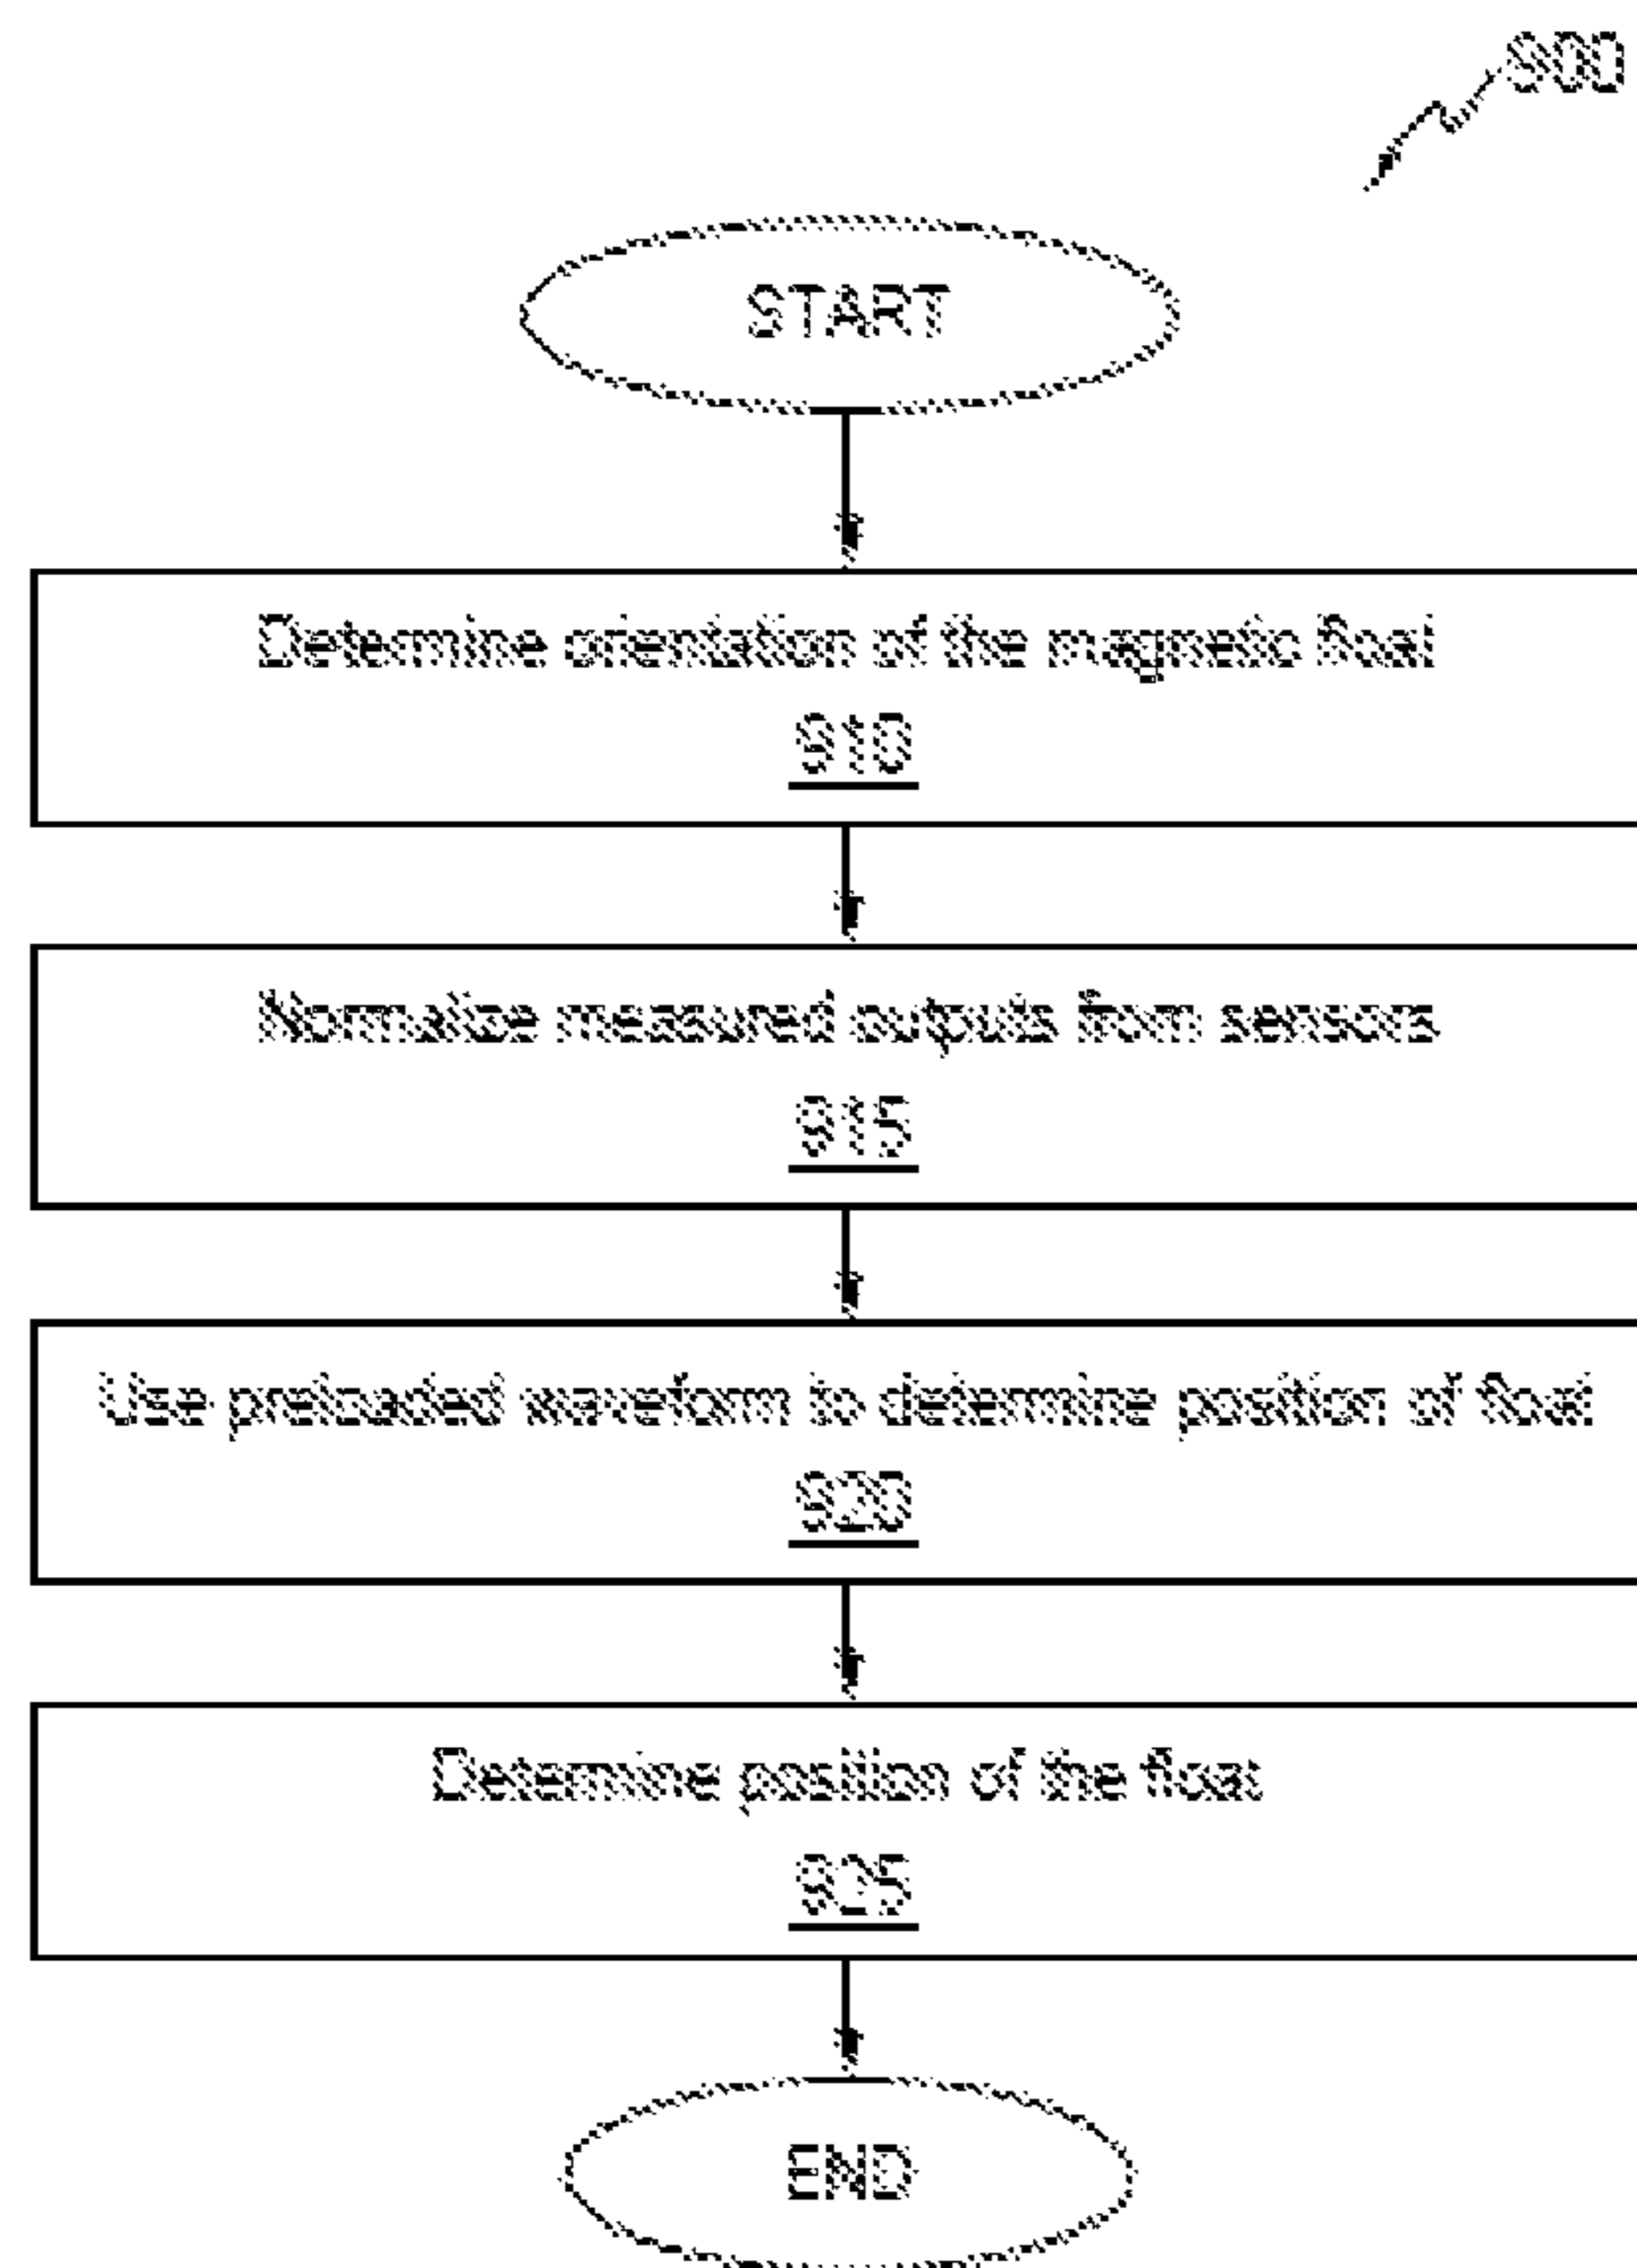 900
START
Determine orientation of the magnetic float
910
Normalize measured outputs from sensors
915
Use preloaded waveform to determine position of float
920
Determine position of the float
925
END